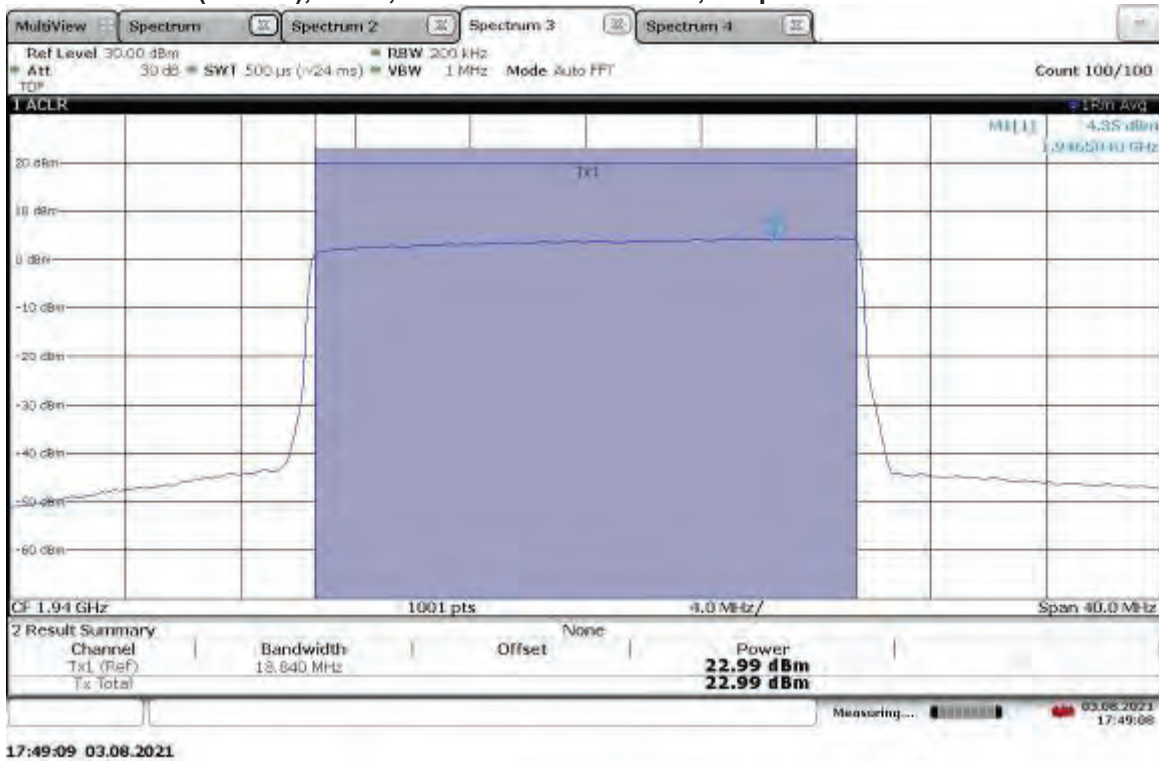 MultiView Spectrum Spectrum 2 Spectrum 3 Spectrum 4
Ref Level 30.00 dBm RBW 200 kHz
Att 30 dB SWT 500 µs (~24 ms) VBW 1 MHz Mode Auto FFT Count 100/100
TDF
1 ACLR 1Rm Avg
M1[1] 4.35 dBm
GHz
20 dBm
Tx1
10 dBm
0 dBm
-10 dBm
-20 dBm
-30 dBm
-40 dBm
-50 dBm
-60 dBm
CF 1.94 GHz 1001 pts 4.0 MHz/ Span 40.0 MHz
2 Result Summary None
Channel Bandwidth Offset Power
Tx1 (Ref) 18.840 MHz 22.99 dBm
Tx Total 22.99 dBm
Measuring... 03.08.2021
17:49:08
17:49:09 03.08.2021